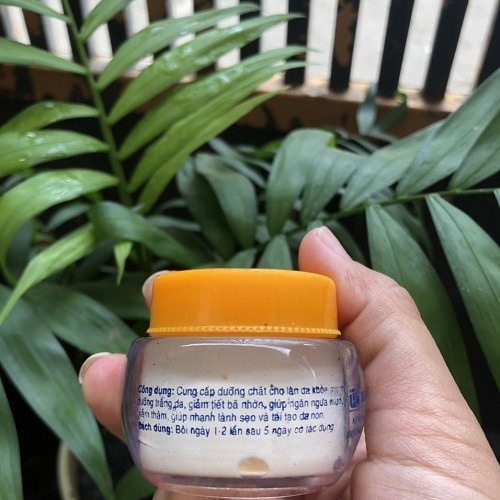 Công dụng: Cung cấp dưỡng chất cho làn da khỏe
dưỡng trắng da, giảm tiết bã nhờn, giúp ngăn ngừa mụn,
giảm thâm, giúp nhanh lành sẹo và tái tạo da non.
Cách dùng: Bôi ngày 1-2 lần sau 5 ngày có tác dụng